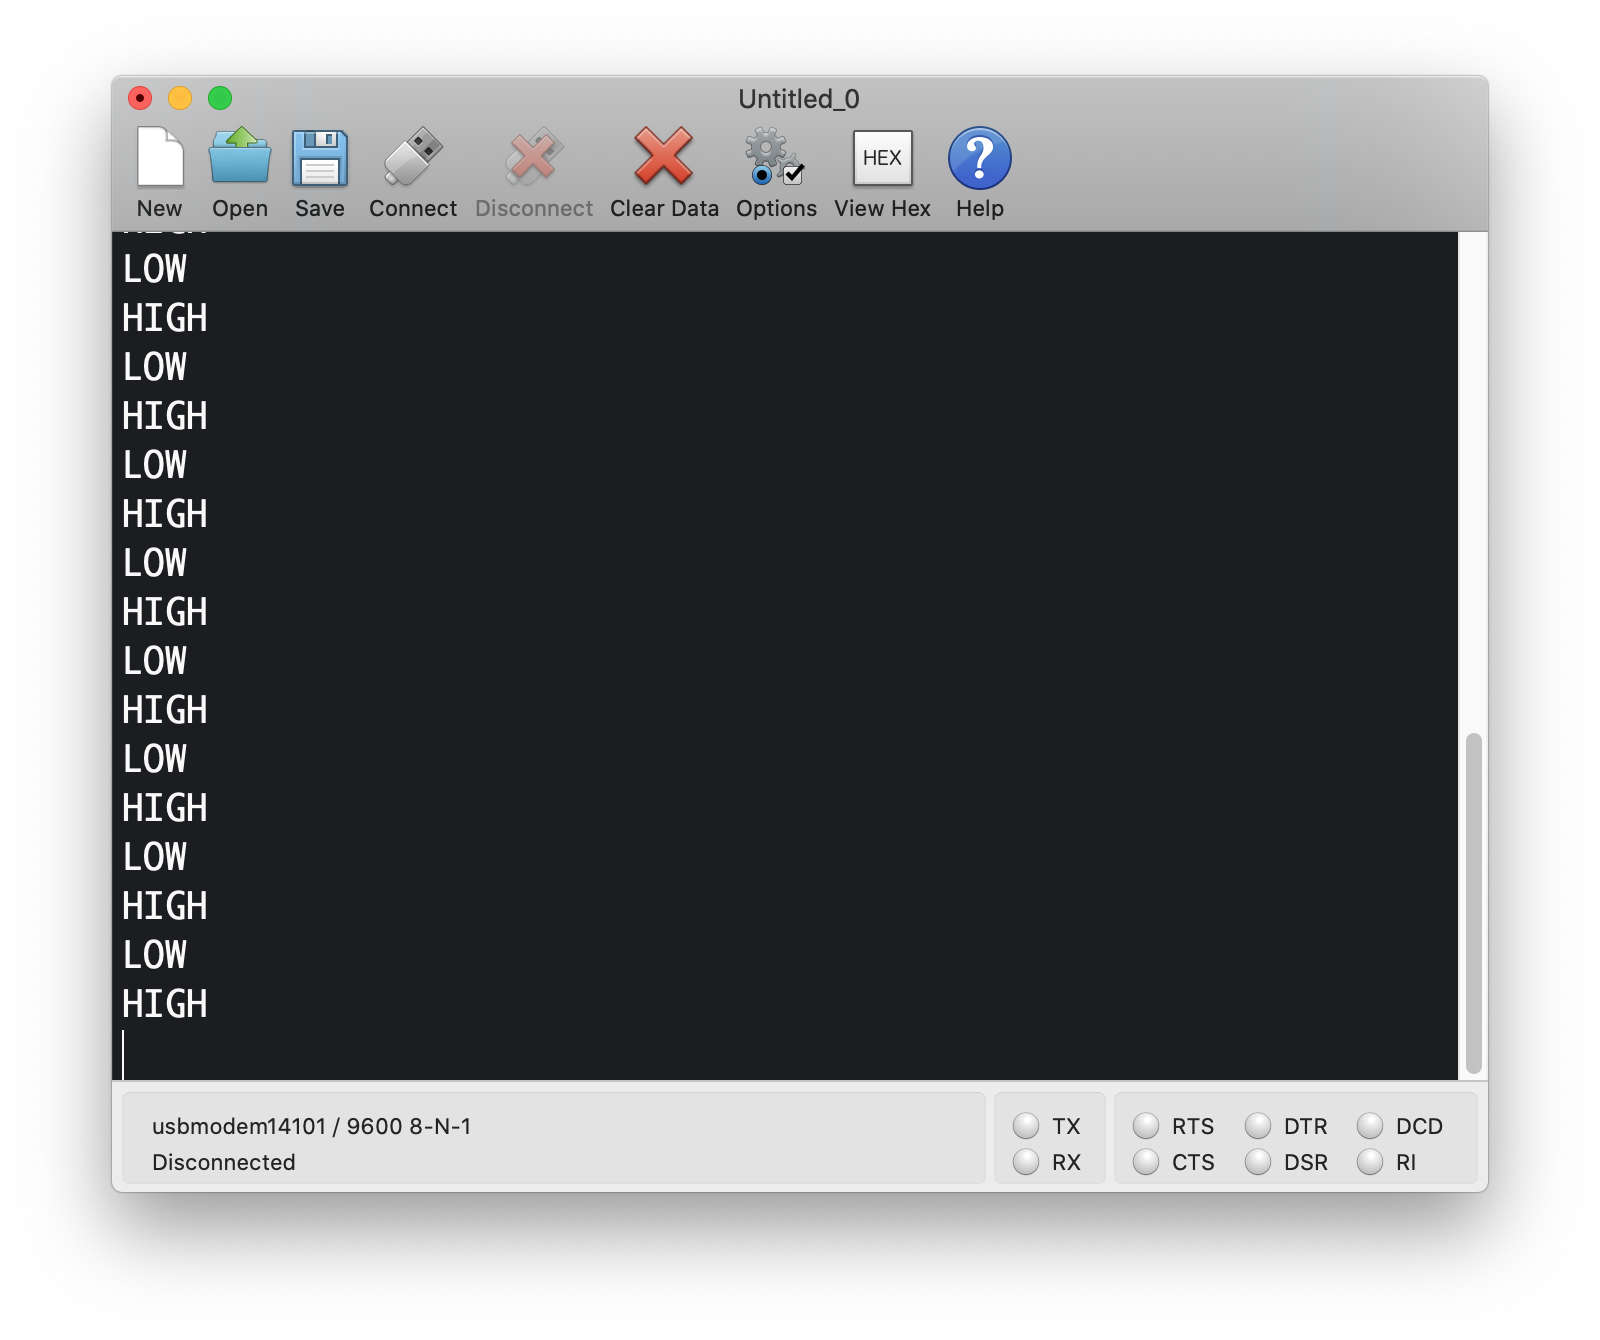 Untitled_0
HEX
?
New Open Save Connect Disconnect Clear Data Options View Hex Help
HIGH
LOW
HIGH
LOW
HIGH
LOW
HIGH
LOW
HIGH
LOW
HIGH
LOW
HIGH
LOW
HIGH
LOW
HIGH
usbmodem14101 / 9600 8-N-1
Disconnected
TX RTS DTR DCD
RX CTS DSR RI